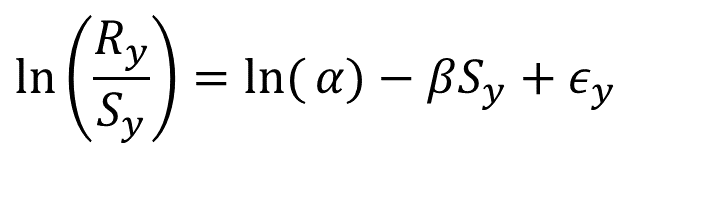 ln(R_y/S_y) = ln( α) − βS_y + ϵ_y